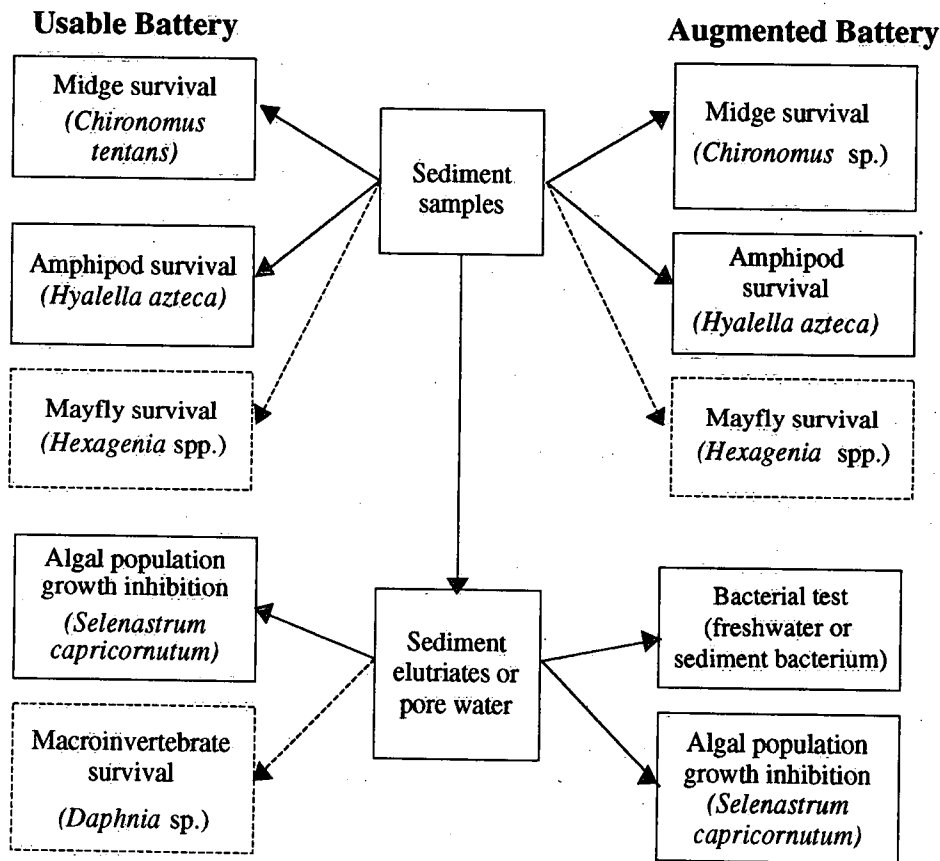 Usable Battery
Midge survival
(Chironomus
tentans)
Amphipod survival
(Hyalella azteca)
Mayfly survival
(Hexagenia spp.)
Algal population
growth inhibition
(Selenastrum
capricornutum)
Macroinvertebrate
survival
(Daphnia sp.)
Sediment
samples
Sediment
elutriates or
pore water
Augmented Battery
Midge survival
(Chironomus sp.)
Amphipod
survival
(Hyalella azteca)
Mayfly survival
(Hexagenia spp.)
Bacterial test
(freshwater or
sediment bacterium)
Algal population
growth inhibition
(Selenastrum
capricornutum)